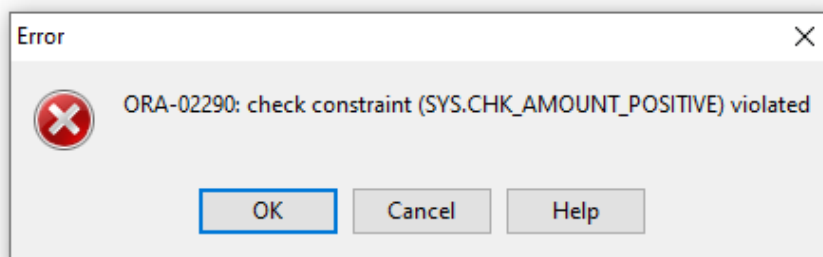 Error
ORA-02290: check constraint (SYS.CHK_AMOUNT_POSITIVE) violated
OK Cancel Help